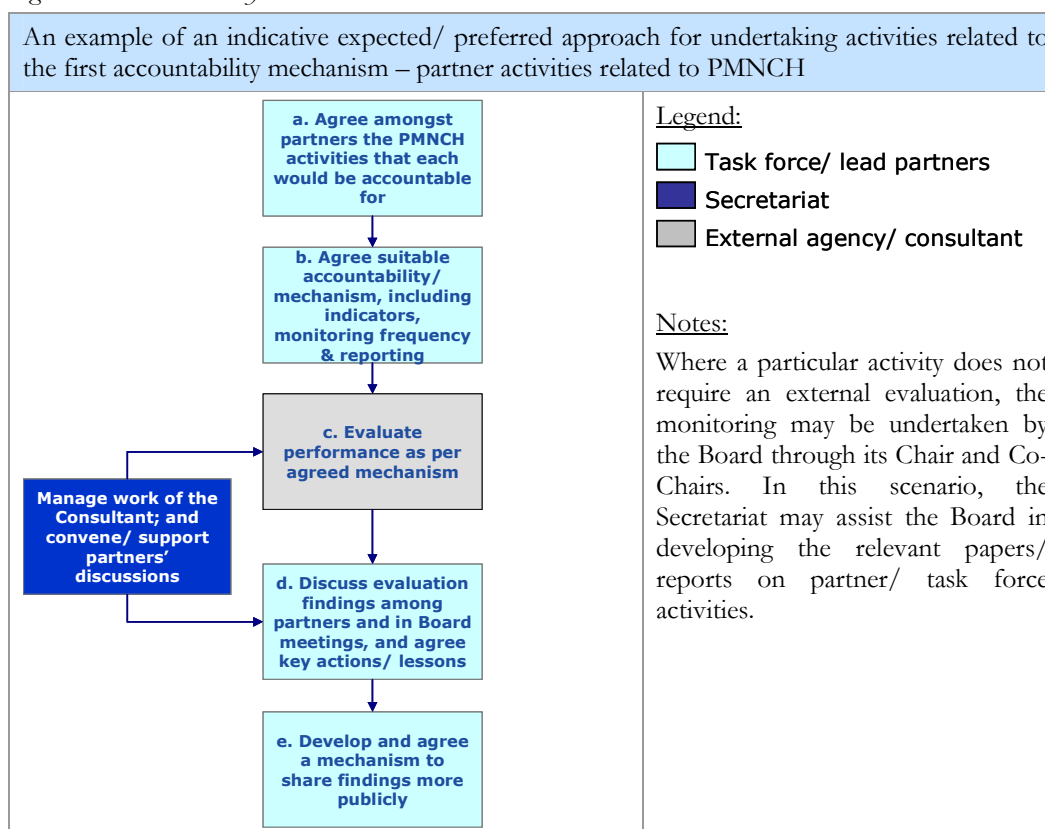 An example of an indicative expected/ preferred approach for undertaking activities related to
the first accountability mechanism – partner activities related to PMNCH
a. Agree amongst
partners the PMNCH
activities that each
would be accountable
for
b. Agree suitable
accountability/
mechanism, including
indicators,
monitoring frequency
& reporting
c. Evaluate
performance as per
agreed mechanism
Manage work of the
Consultant; and
convene/ support
partners’
discussions
d. Discuss evaluation
findings among
partners and in Board
meetings, and agree
key actions/ lessons
e. Develop and agree
a mechanism to
share findings more
publicly
Legend:
Task force/ lead partners
Secretariat
External agency/ consultant
Notes:
Where a particular activity does not
require an external evaluation, the
monitoring may be undertaken by
the Board through its Chair and Co-
Chairs. In this scenario, the
Secretariat may assist the Board in
developing the relevant papers/
reports on partner/ task force
activities.